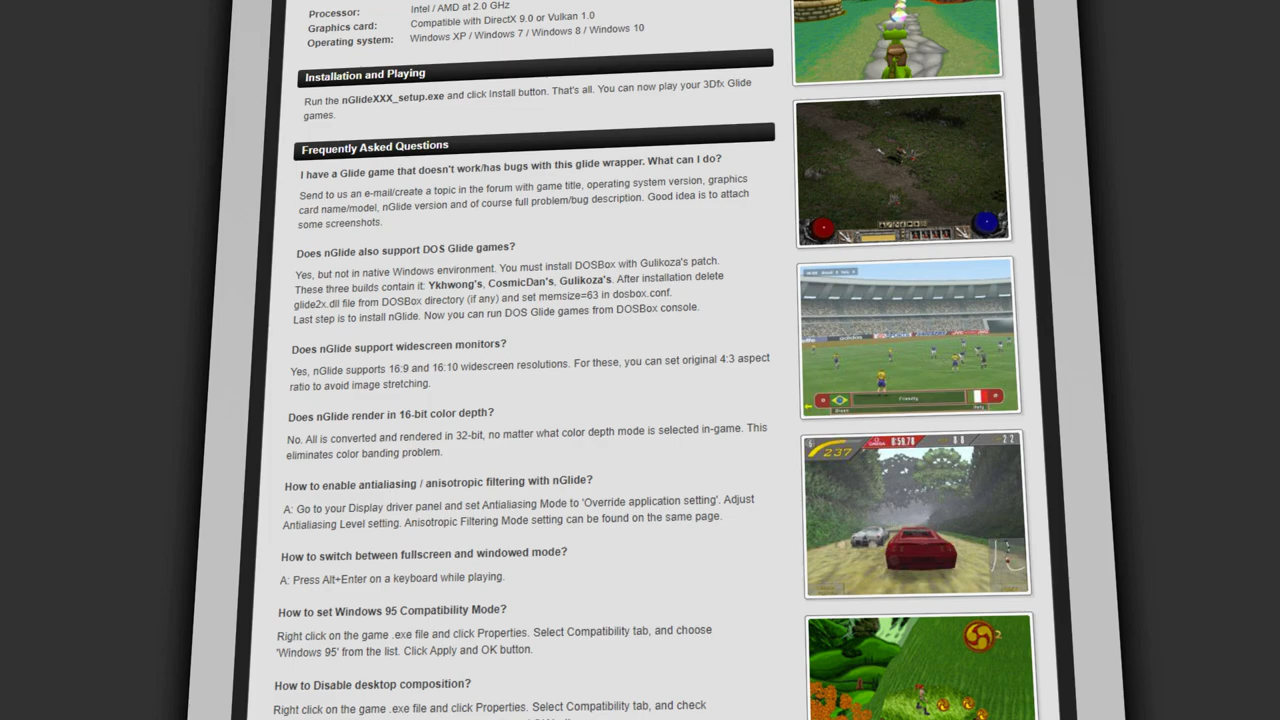 Processor: Intel / AMD at 2.0 GHz
Graphics card: Compatible with DirectX 9.0 or Vulkan 1.0
Operating system: Windows XP / Windows 7 / Windows 8 / Windows 10
Installation and Playing
Run the nGlideXXX_setup.exe and click Install button. That's all. You can now play your 3Dfx Glide
games.
Frequently Asked Questions
I have a Glide game that doesn't work/has bugs with this glide wrapper. What can I do?
Send to us an e-mail/create a topic in the forum with game title, operating system version, graphics
card name/model, nGlide version and of course full problem/bug description. Good idea is to attach
some screenshots.
Does nGlide also support DOS Glide games?
Yes, but not in native Windows environment. You must install DOSBox with Gulikoza's patch.
These three builds contain it: Ykhwong's, CosmicDan's, Gulikoza's. After installation delete
glide2x.dll file from DOSBox directory (if any) and set memsize=63 in dosbox.conf.
Last step is to install nGlide. Now you can run DOS Glide games from DOSBox console.
Does nGlide support widescreen monitors?
Yes, nGlide supports 16:9 and 16:10 widescreen resolutions. For these, you can set original 4:3 aspect
ratio to avoid image stretching.
Does nGlide render in 16-bit color depth?
No. All is converted and rendered in 32-bit, no matter what color depth mode is selected in-game. This
eliminates color banding problem.
How to enable antialiasing / anisotropic filtering with nGlide?
A: Go to your Display driver panel and set Antialiasing Mode to 'Override application setting'. Adjust
Antialiasing Level setting. Anisotropic Filtering Mode setting can be found on the same page.
How to switch between fullscreen and windowed mode?
A: Press Alt+Enter on a keyboard while playing.
How to set Windows 95 Compatibility Mode?
Right click on the game .exe file and click Properties. Select Compatibility tab, and choose
'Windows 95' from the list. Click Apply and OK button.
How to Disable desktop composition?
Right click on the game .exe file and click Properties. Select Compatibility tab, and check
Friendly
237
0:59.78
2